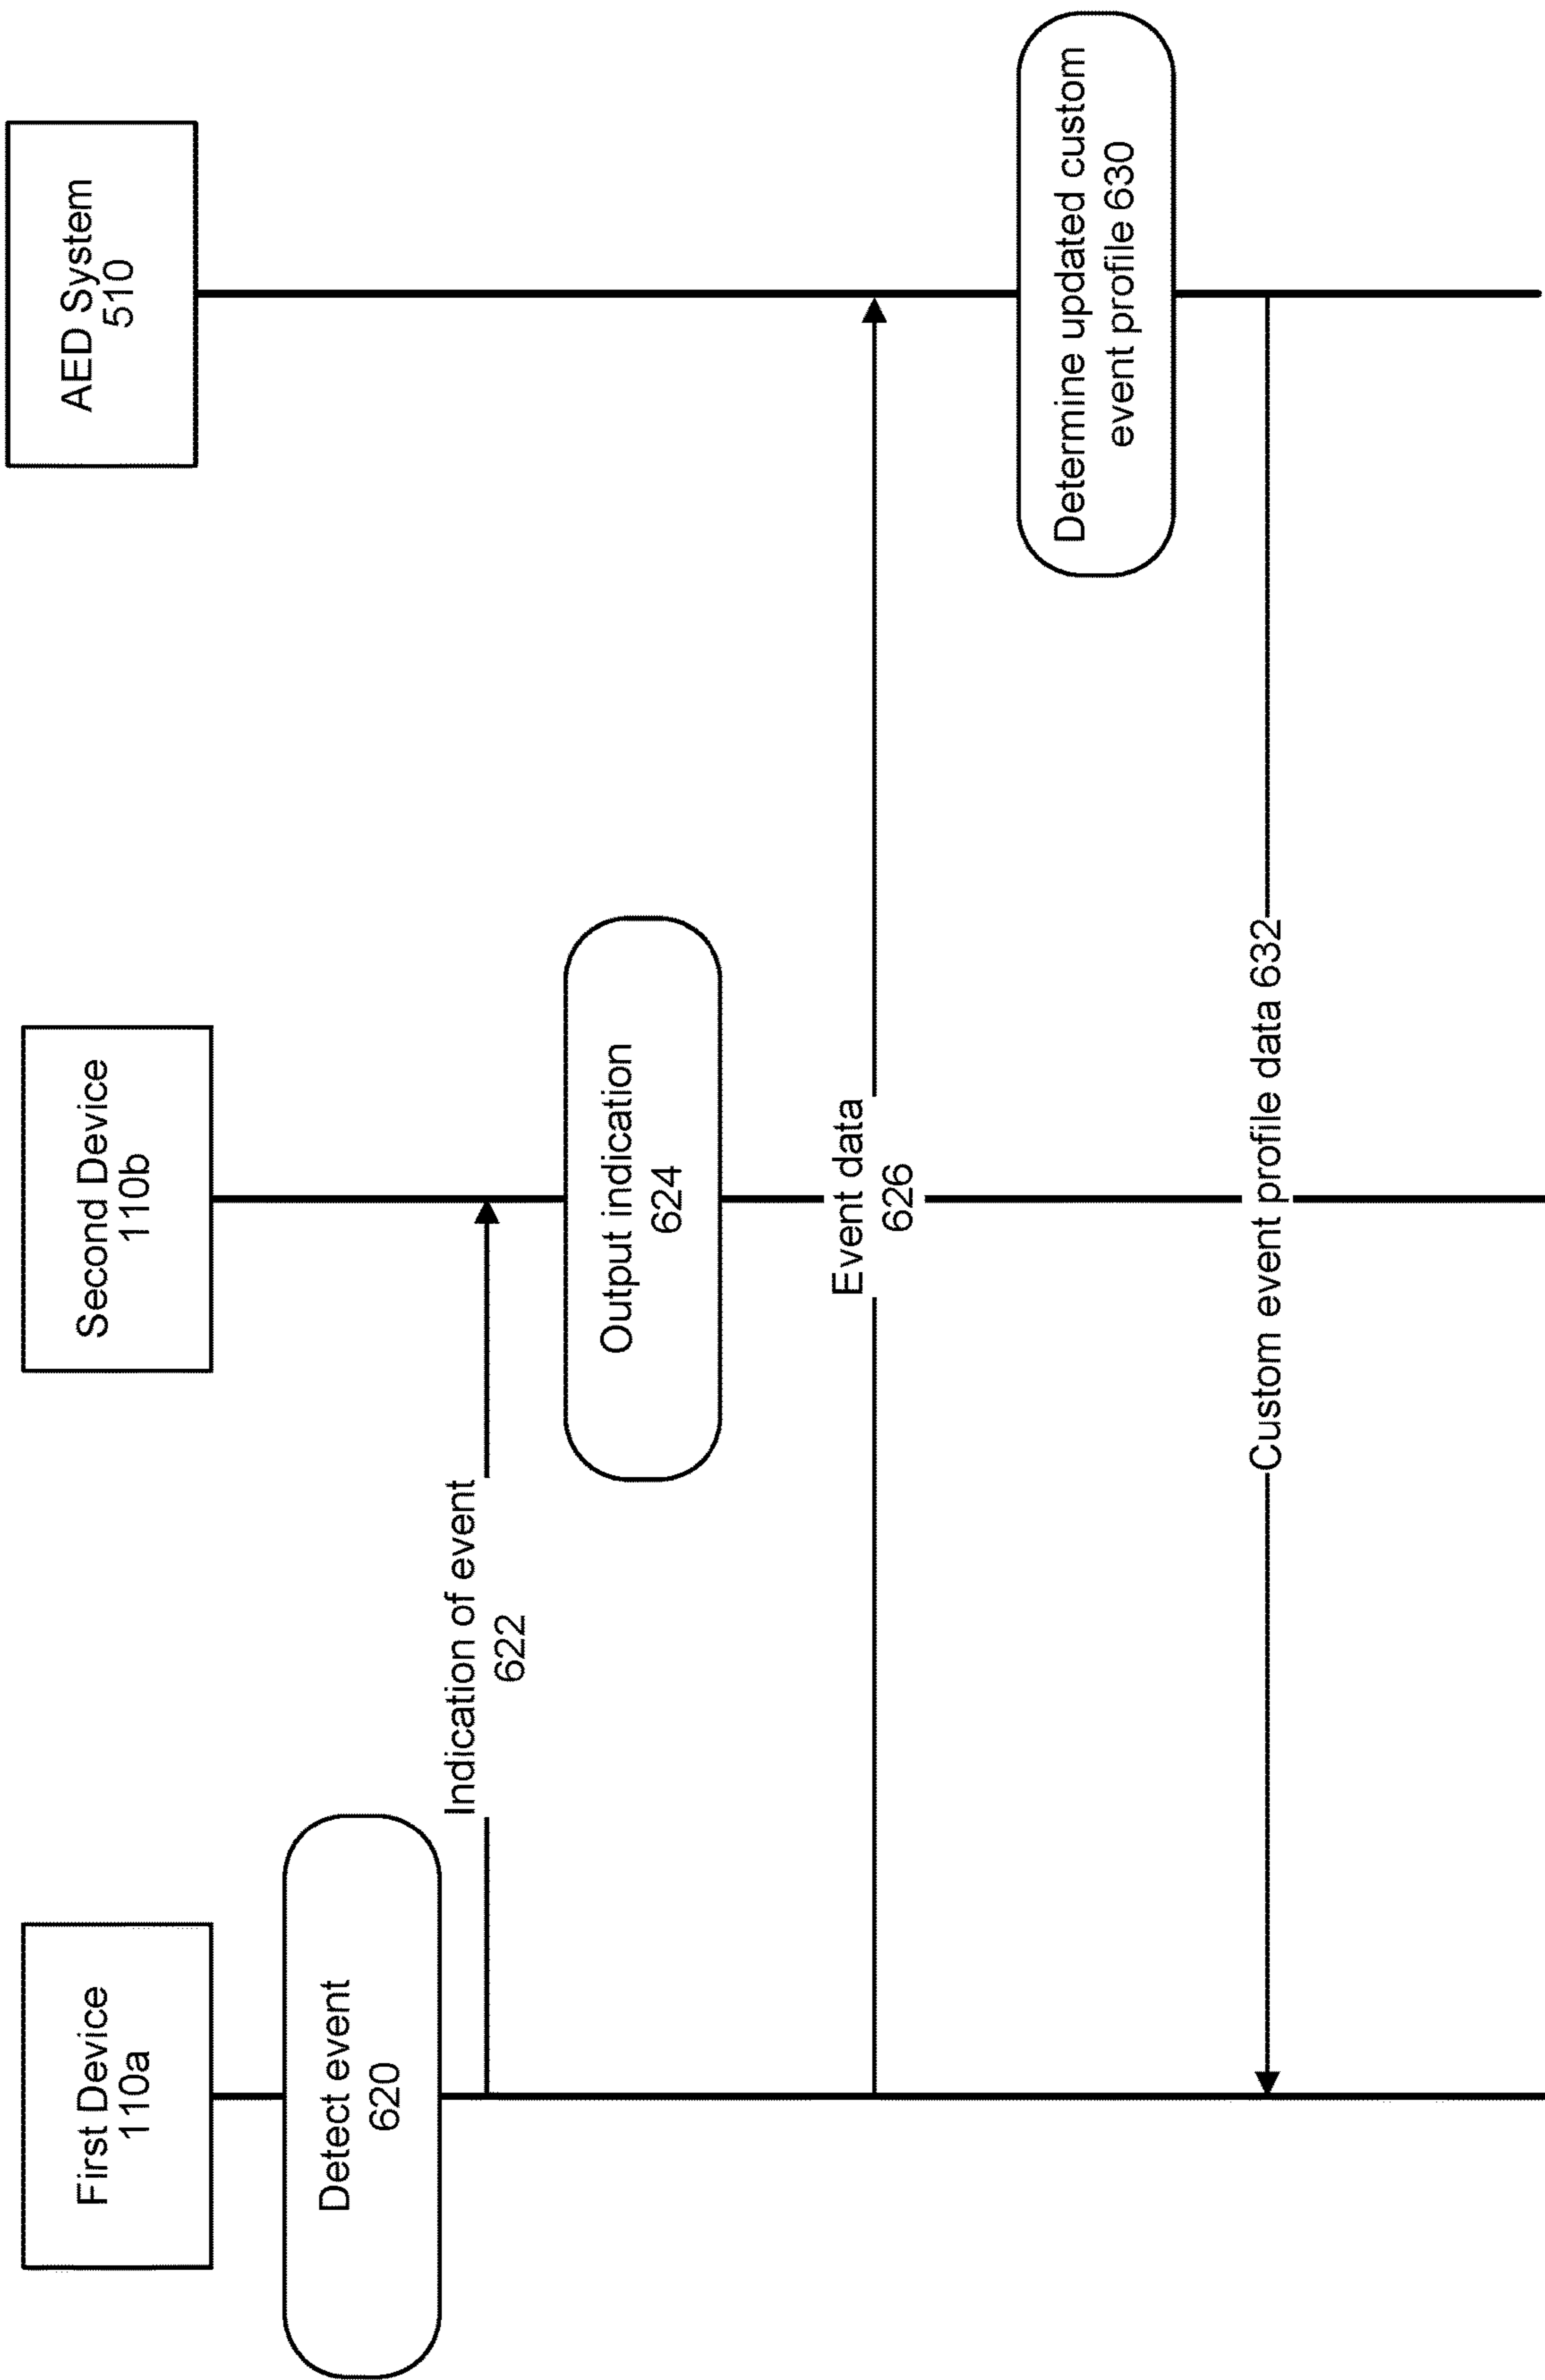 First Device
110a
Second Device
110b
AED System
510
Detect event
620
Indication of event
622
Output indication
624
Event data
626
Determine updated custom
event profile 630
Custom event profile data 632